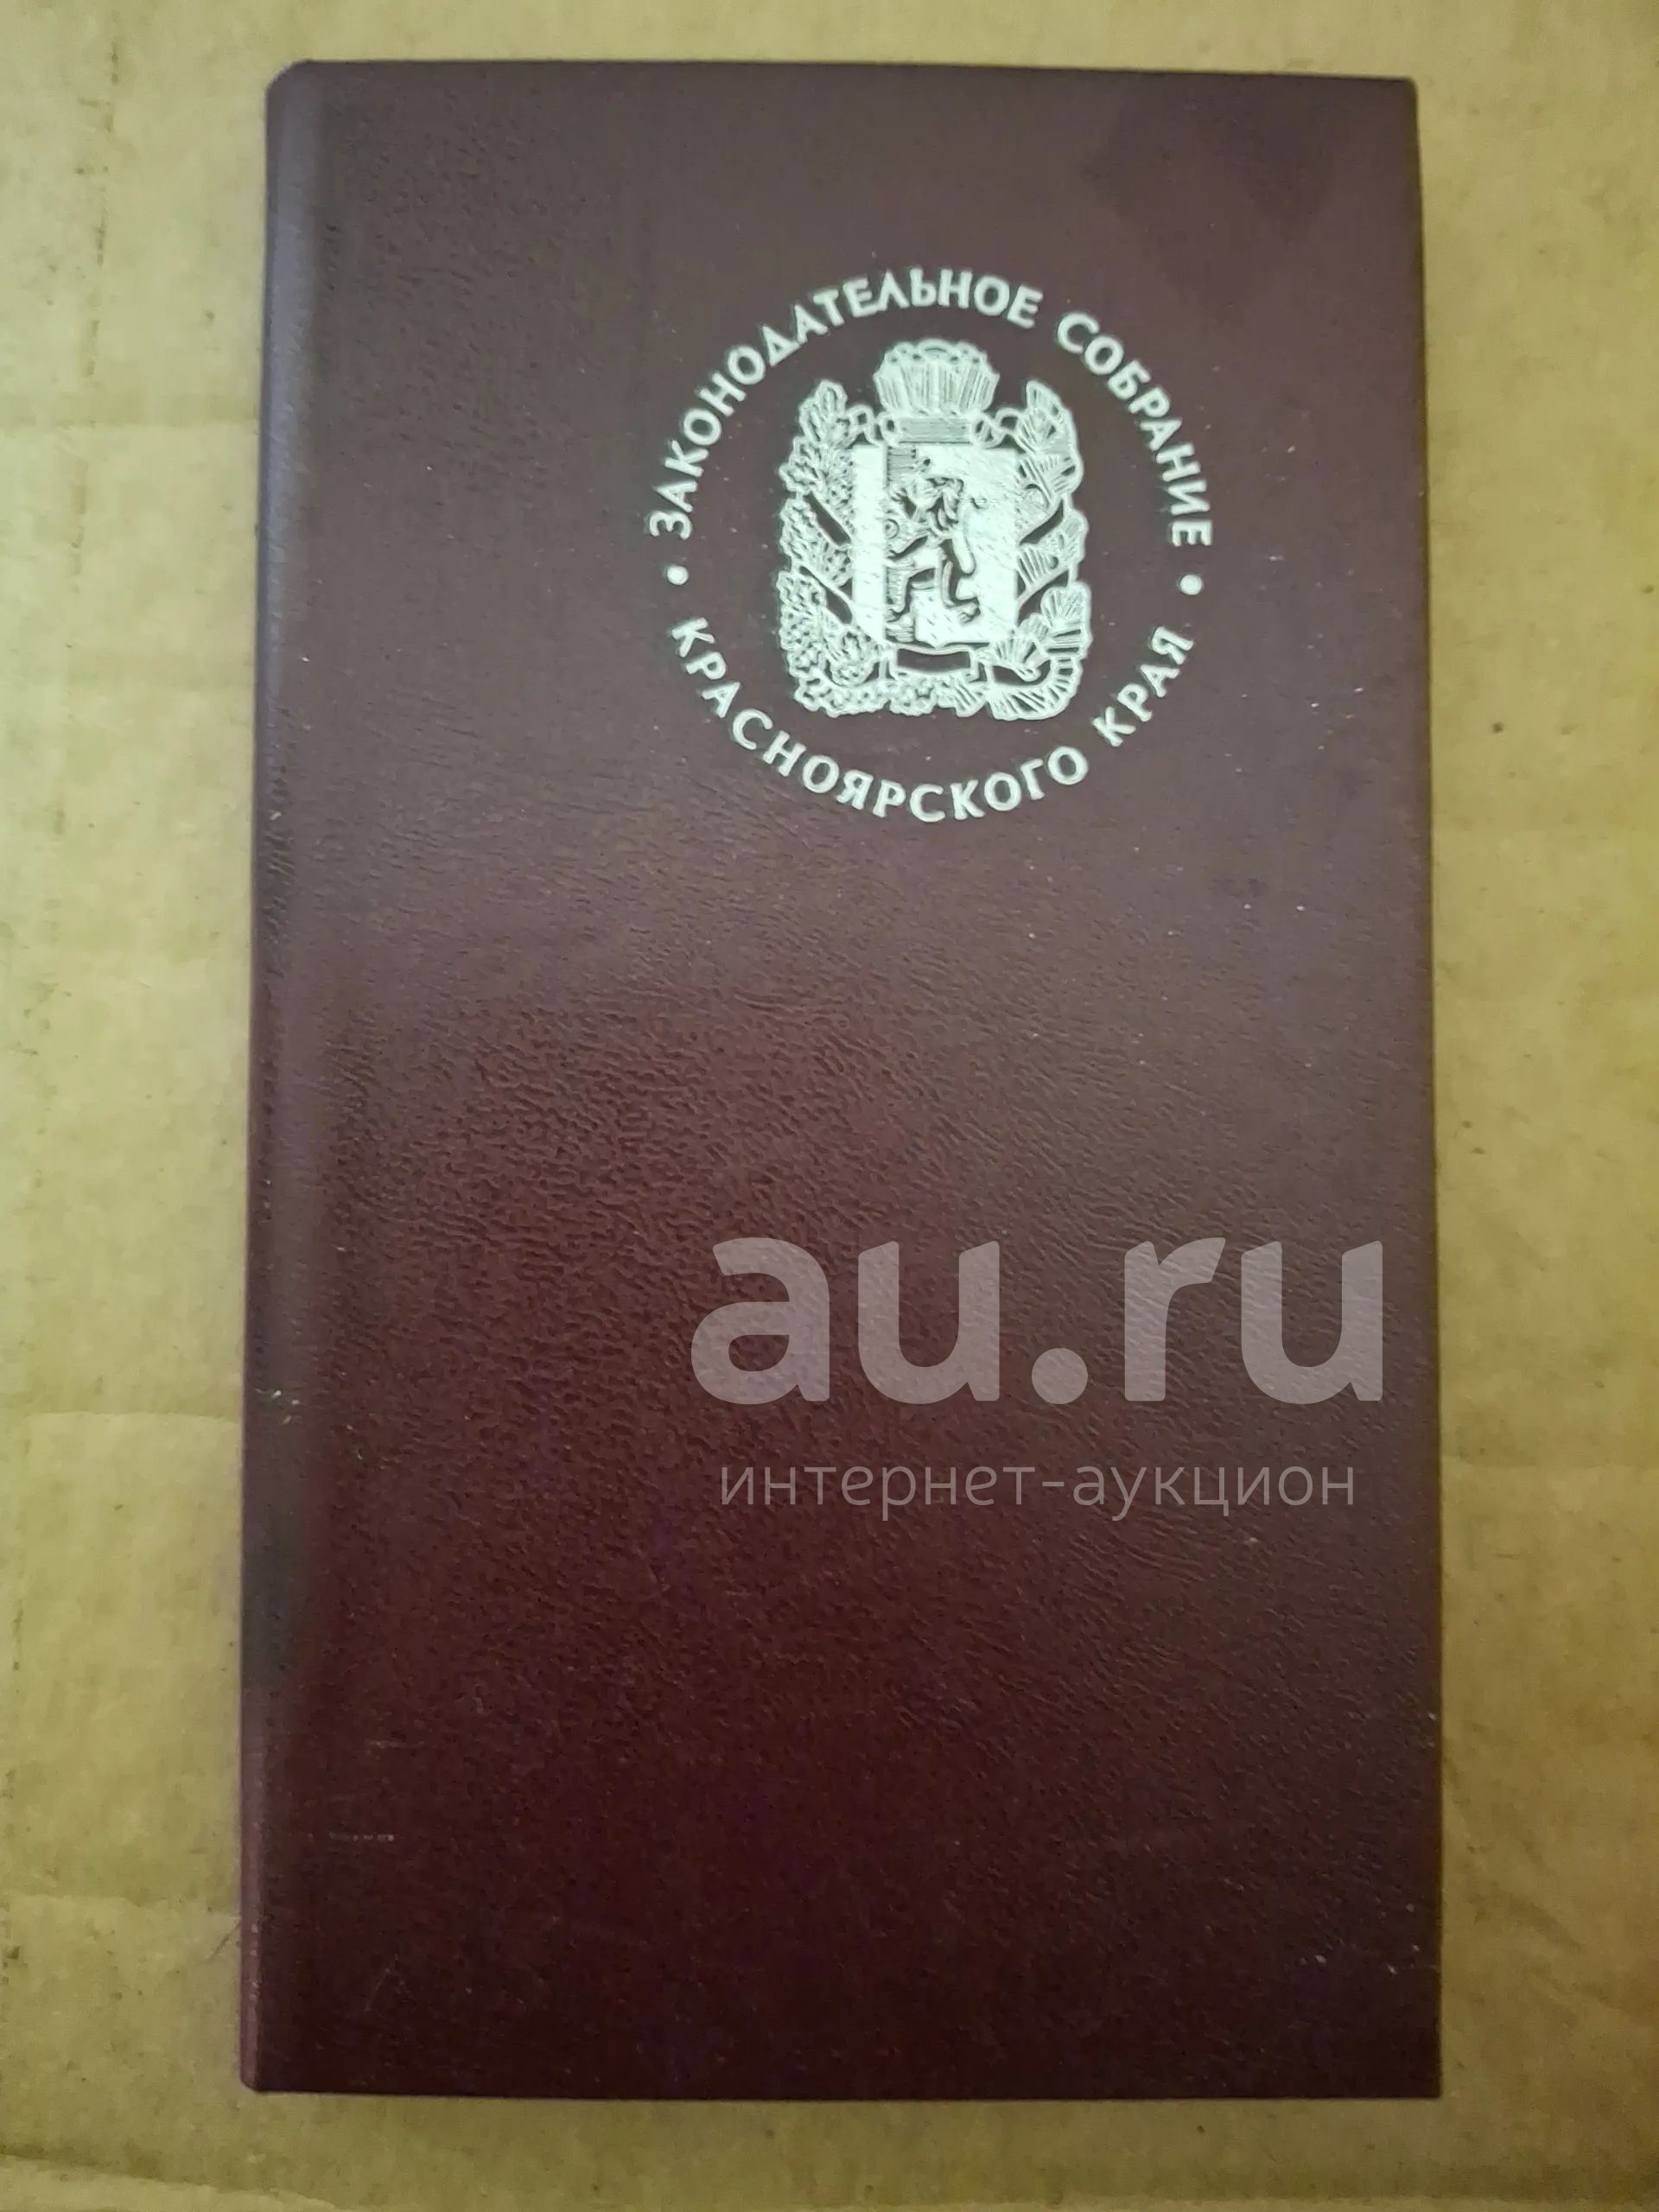 • ЗАКОНОДАТЕЛЬНОЕ СОБРАНИЕ •
КРАСНОЯРСКОГО КРАЯ
au.ru
интернет-аукцион